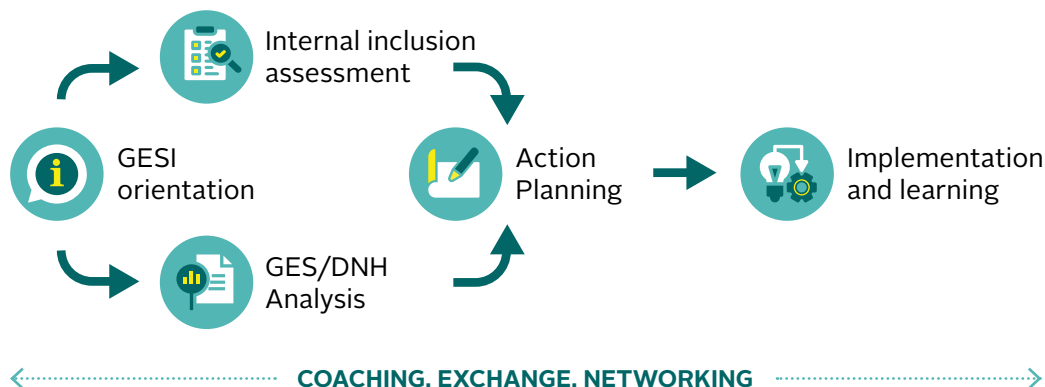 Internal inclusion
assessment
GESI
orientation
Action
Planning
Implementation
and learning
GES/DNH
Analysis
COACHING, EXCHANGE, NETWORKING